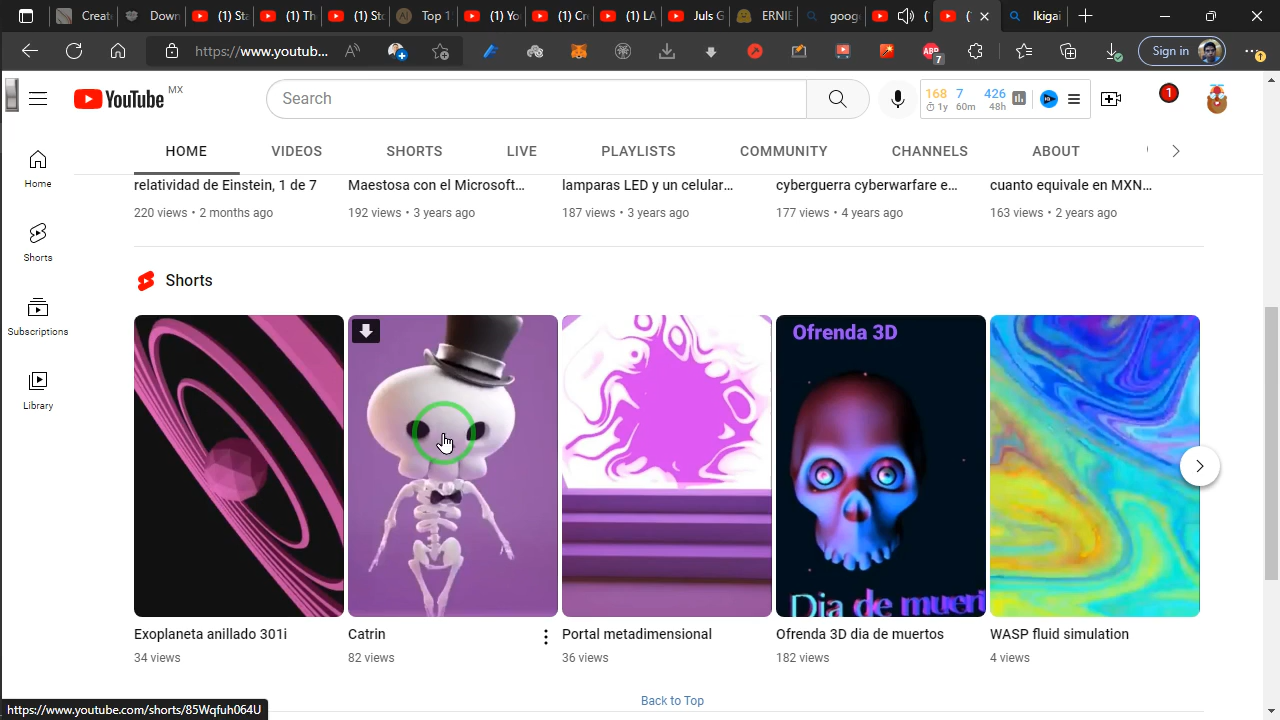 Creat
Down
(1) Sta
(1) Th
(1) Sto
AI Top 1
(1) Yo
(1) Cr
(1) LA
Juls G
ERNIE
goog
(
(
Ikigai
https://www.youtub...
ABP
7
Sign in
YouTube MX
Search
168 7 426
1y 60m 48h
1
HOME VIDEOS SHORTS LIVE PLAYLISTS COMMUNITY CHANNELS ABOUT
Home
Shorts
Subscriptions
Library
relatividad de Einstein, 1 de 7
220 views • 2 months ago
Maestosa con el Microsoft...
192 views • 3 years ago
lamparas LED y un celular...
187 views • 3 years ago
cyberguerra cyberwarfare e...
177 views • 4 years ago
cuanto equivale en MXN...
163 views • 2 years ago
Shorts
Ofrenda 3D
Dia de muert
Exoplaneta anillado 301i
34 views
Catrin
82 views
Portal metadimensional
36 views
Ofrenda 3D dia de muertos
182 views
WASP fluid simulation
4 views
Back to Top
https://www.youtube.com/shorts/85Wqfuh064U